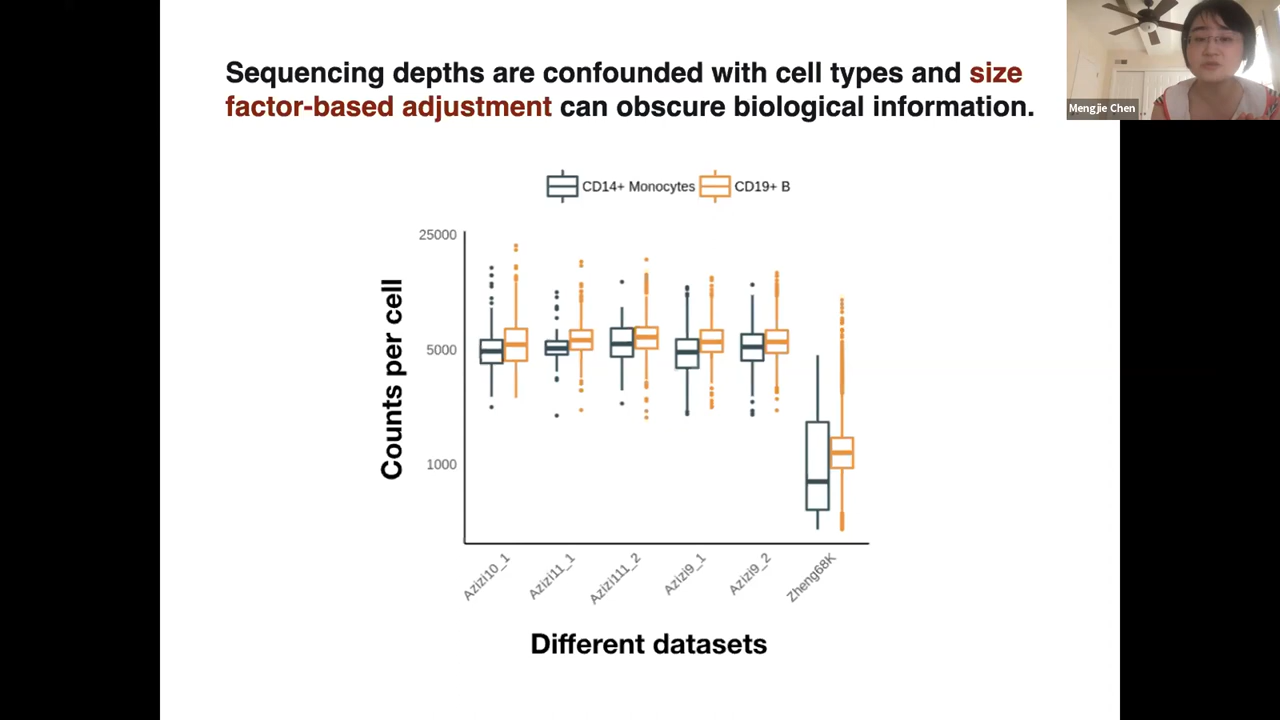 Sequencing depths are confounded with cell types and size
factor-based adjustment can obscure biological information.
Mengjie Chen
CD14+ Monocytes
CD19+ B
25000
5000
1000
Counts per cell
Azizi10_1
Azizi11_1
Azizi111_2
Azizi9_1
Azizi9_2
Zheng68K
Different datasets